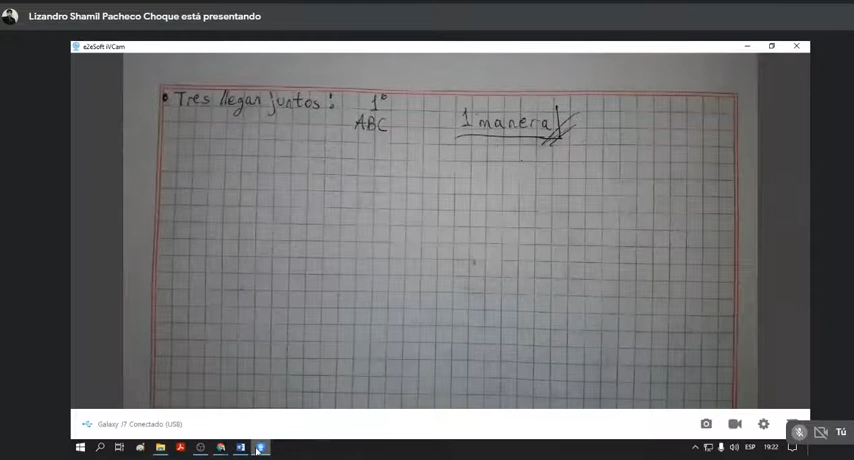 Lizandro Shamil Pacheco Choque está presentando
e2eSoft iVCam
• Tres llegan juntos: 1°
ABC
1 manera
Galaxy J7 Conectado (USB)
ESP
19:22
Tú